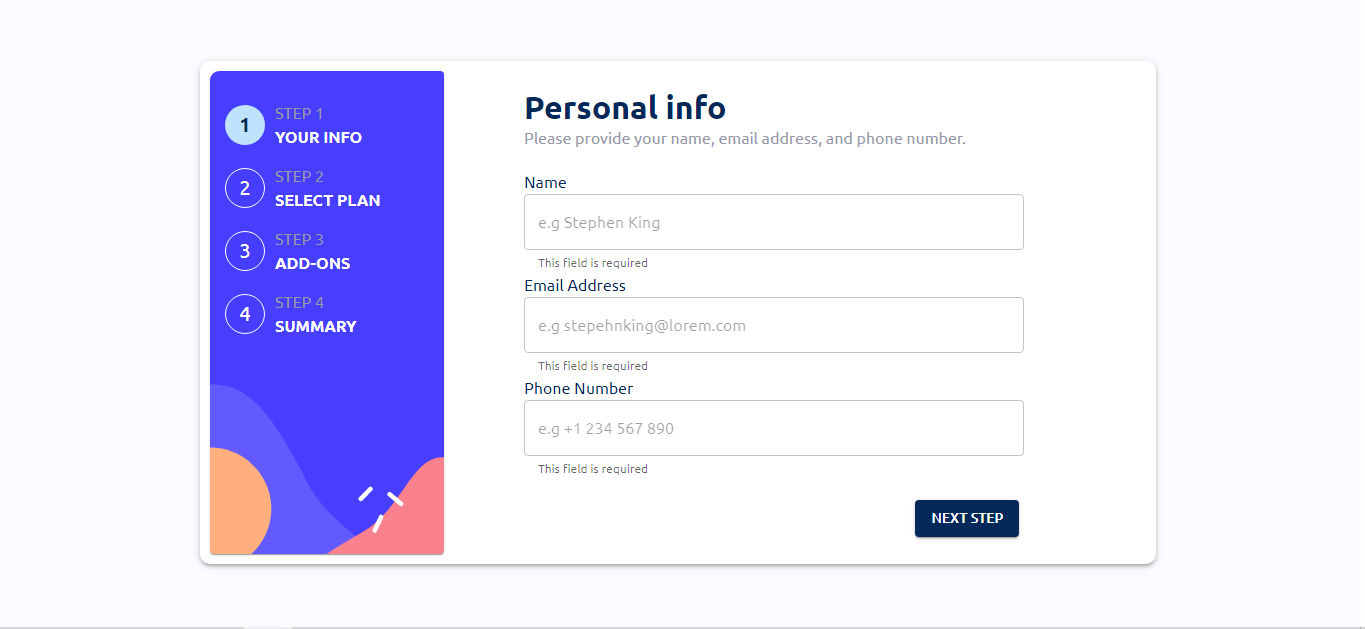 1
STEP 1
YOUR INFO
2
STEP 2
SELECT PLAN
3
STEP 3
ADD-ONS
4
STEP 4
SUMMARY
Personal info
Please provide your name, email address, and phone number.
Name
e.g Stephen King
This field is required
Email Address
e.g stepehnking@lorem.com
This field is required
Phone Number
e.g +1 234 567 890
This field is required
NEXT STEP